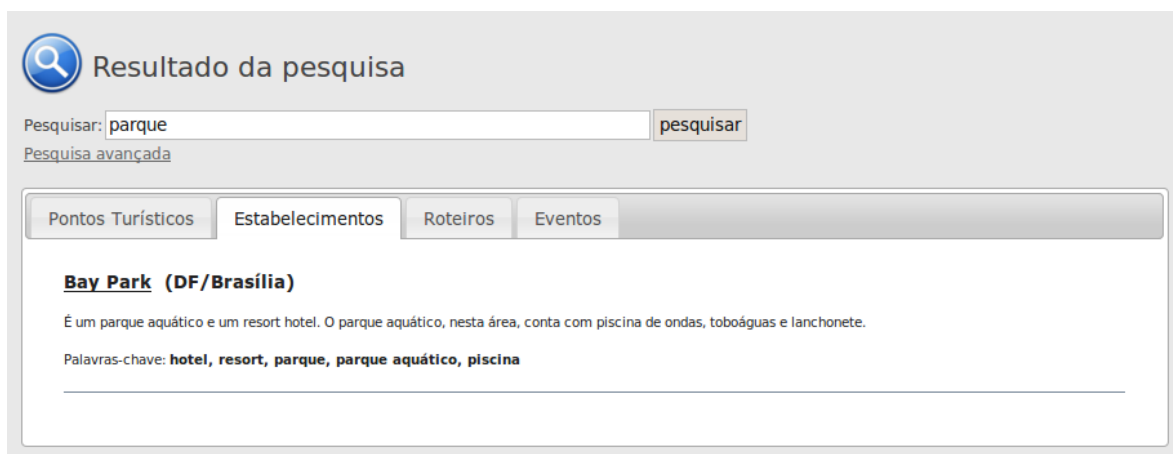 Resultado da pesquisa
Pesquisar: parque pesquisar
Pesquisa avançada
Pontos Turísticos Estabelecimentos Roteiros Eventos
Bay Park (DF/Brasília)
É um parque aquático e um resort hotel. O parque aquático, nesta área, conta com piscina de ondas, toboáguas e lanchonete.
Palavras-chave: hotel, resort, parque, parque aquático, piscina